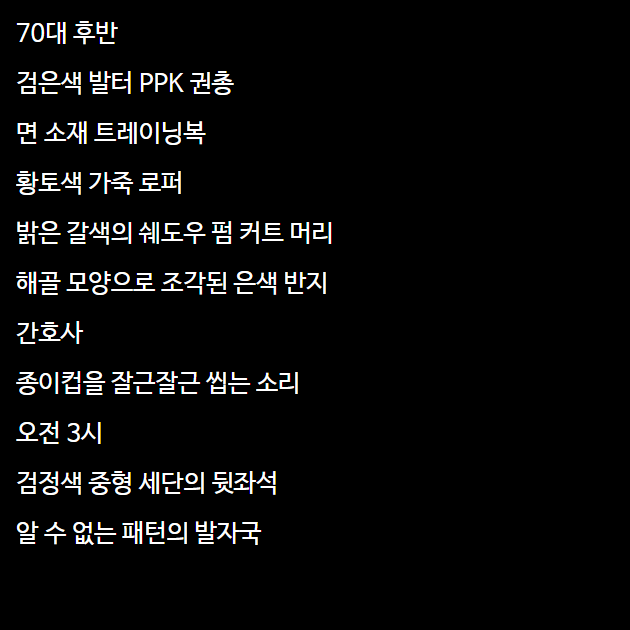 70대 후반
검은색 발터 PPK 권총
면 소재 트레이닝복
황토색 가죽 로퍼
밝은 갈색의 쉐도우 펌 커트 머리
해골 모양으로 조각된 은색 반지
간호사
종이컵을 잘근잘근 씹는 소리
오전 3시
검정색 중형 세단의 뒷좌석
알 수 없는 패턴의 발자국